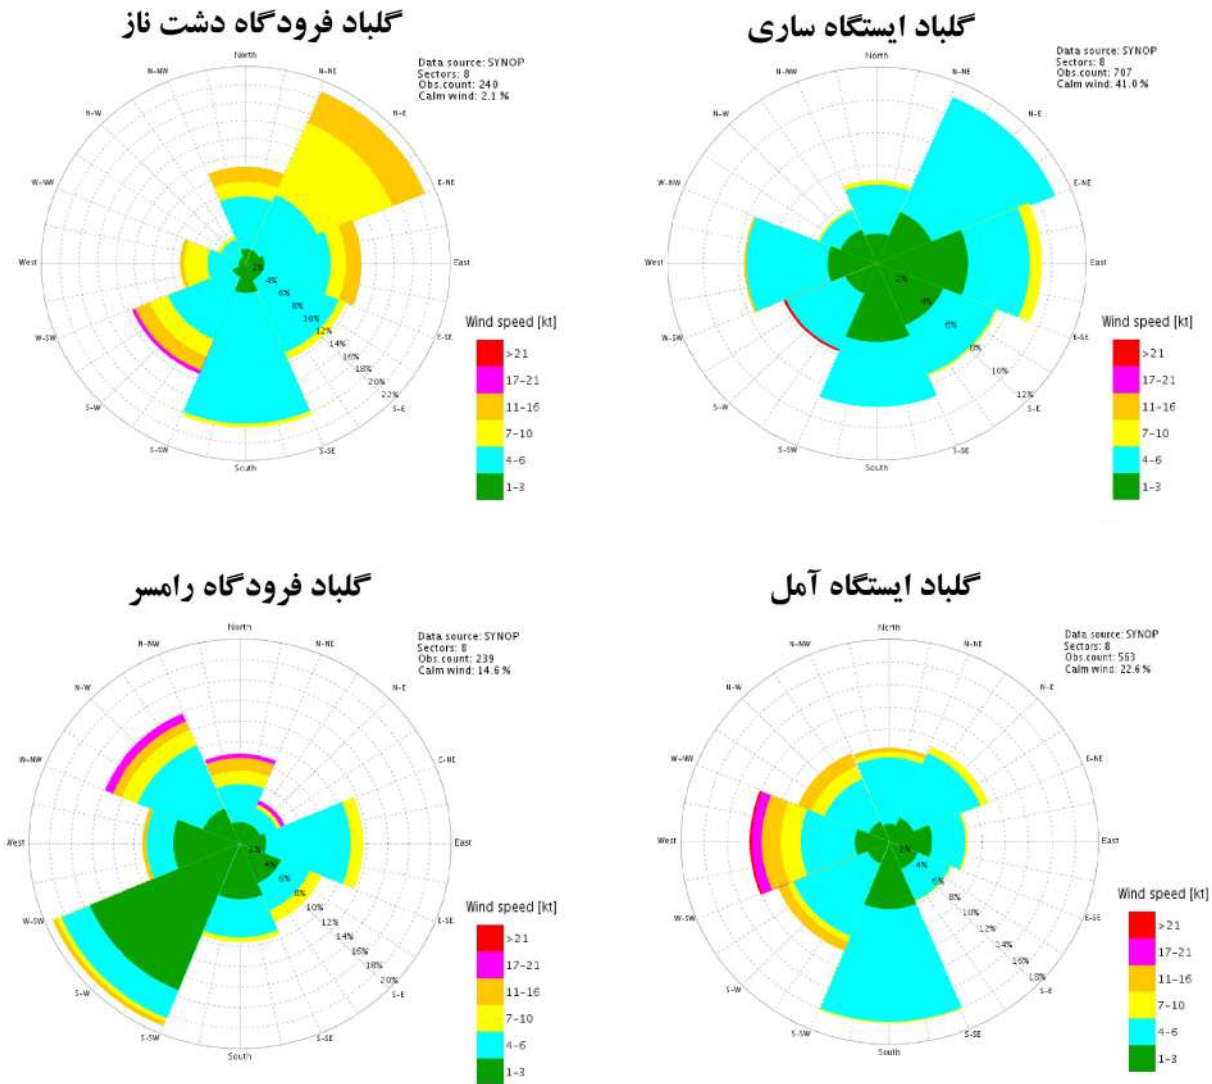 گلباد فرودگاه دشت ناز
North
N-NW
N-NE
N-W
N-E
W-NW
E-NE
West
East
W-SW
E-SE
S-W
S-E
S-SW
S-SE
South
2%
4%
6%
8%
10%
12%
14%
16%
18%
20%
22%
Data source: SYNOP
Sectors: 8
Obs.count: 240
Calm wind: 2.1 %
Wind speed [kt]
>21
17-21
11-16
7-10
4-6
1-3
گلباد ایستگاه ساری
North
N-NW
N-NE
N-W
N-E
W-NW
E-NE
West
East
W-SW
E-SE
S-W
S-E
S-SW
S-SE
South
2%
4%
6%
8%
10%
12%
Data source: SYNOP
Sectors: 8
Obs.count: 707
Calm wind: 41.0 %
Wind speed [kt]
>21
17-21
11-16
7-10
4-6
1-3
گلباد فرودگاه رامسر
North
N-NW
N-NE
N-W
N-E
W-NW
E-NE
West
East
W-SW
E-SE
S-W
S-E
S-SW
S-SE
South
2%
4%
6%
8%
10%
12%
14%
16%
18%
20%
Data source: SYNOP
Sectors: 8
Obs.count: 239
Calm wind: 14.6 %
Wind speed [kt]
>21
17-21
11-16
7-10
4-6
1-3
گلباد ایستگاه آمل
North
N-NW
N-NE
N-W
N-E
W-NW
E-NE
West
East
W-SW
E-SE
S-W
S-E
S-SW
S-SE
South
2%
4%
6%
8%
10%
12%
14%
16%
18%
Data source: SYNOP
Sectors: 8
Obs.count: 563
Calm wind: 22.6 %
Wind speed [kt]
>21
17-21
11-16
7-10
4-6
1-3